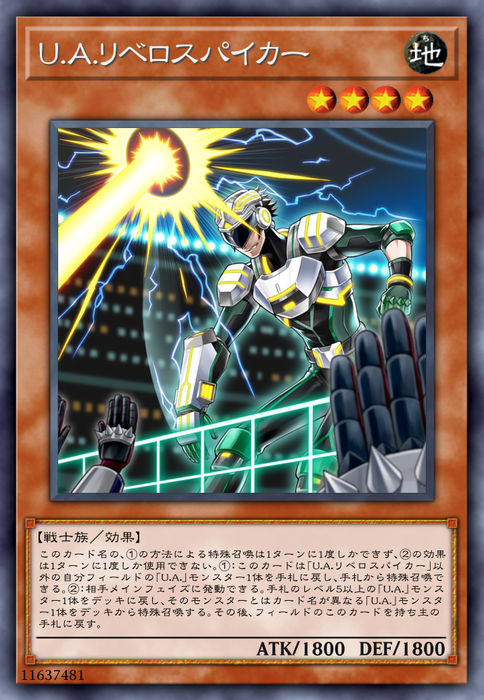 U.A.リベロスパイカー
ち
地
【戦士族／効果】
このカード名の、①の方法による特殊召喚は1ターンに1度しかできず、②の効果
は1ターンに1度しか使用できない。①:このカードは「U.A.リベロスパイカー」以
外の自分フィールドの「U.A.」モンスター1体を手札に戻し、手札から特殊召喚で
きる。②:相手メインフェイズに発動できる。手札のレベル5以上の「U.A.」モンス
ター1体をデッキに戻し、そのモンスターとはカード名が異なる「U.A.」モンスタ
ー1体をデッキから特殊召喚する。その後、フィールドのこのカードを持ち主の
手札に戻す。
ATK/1800 DEF/1800
11637481